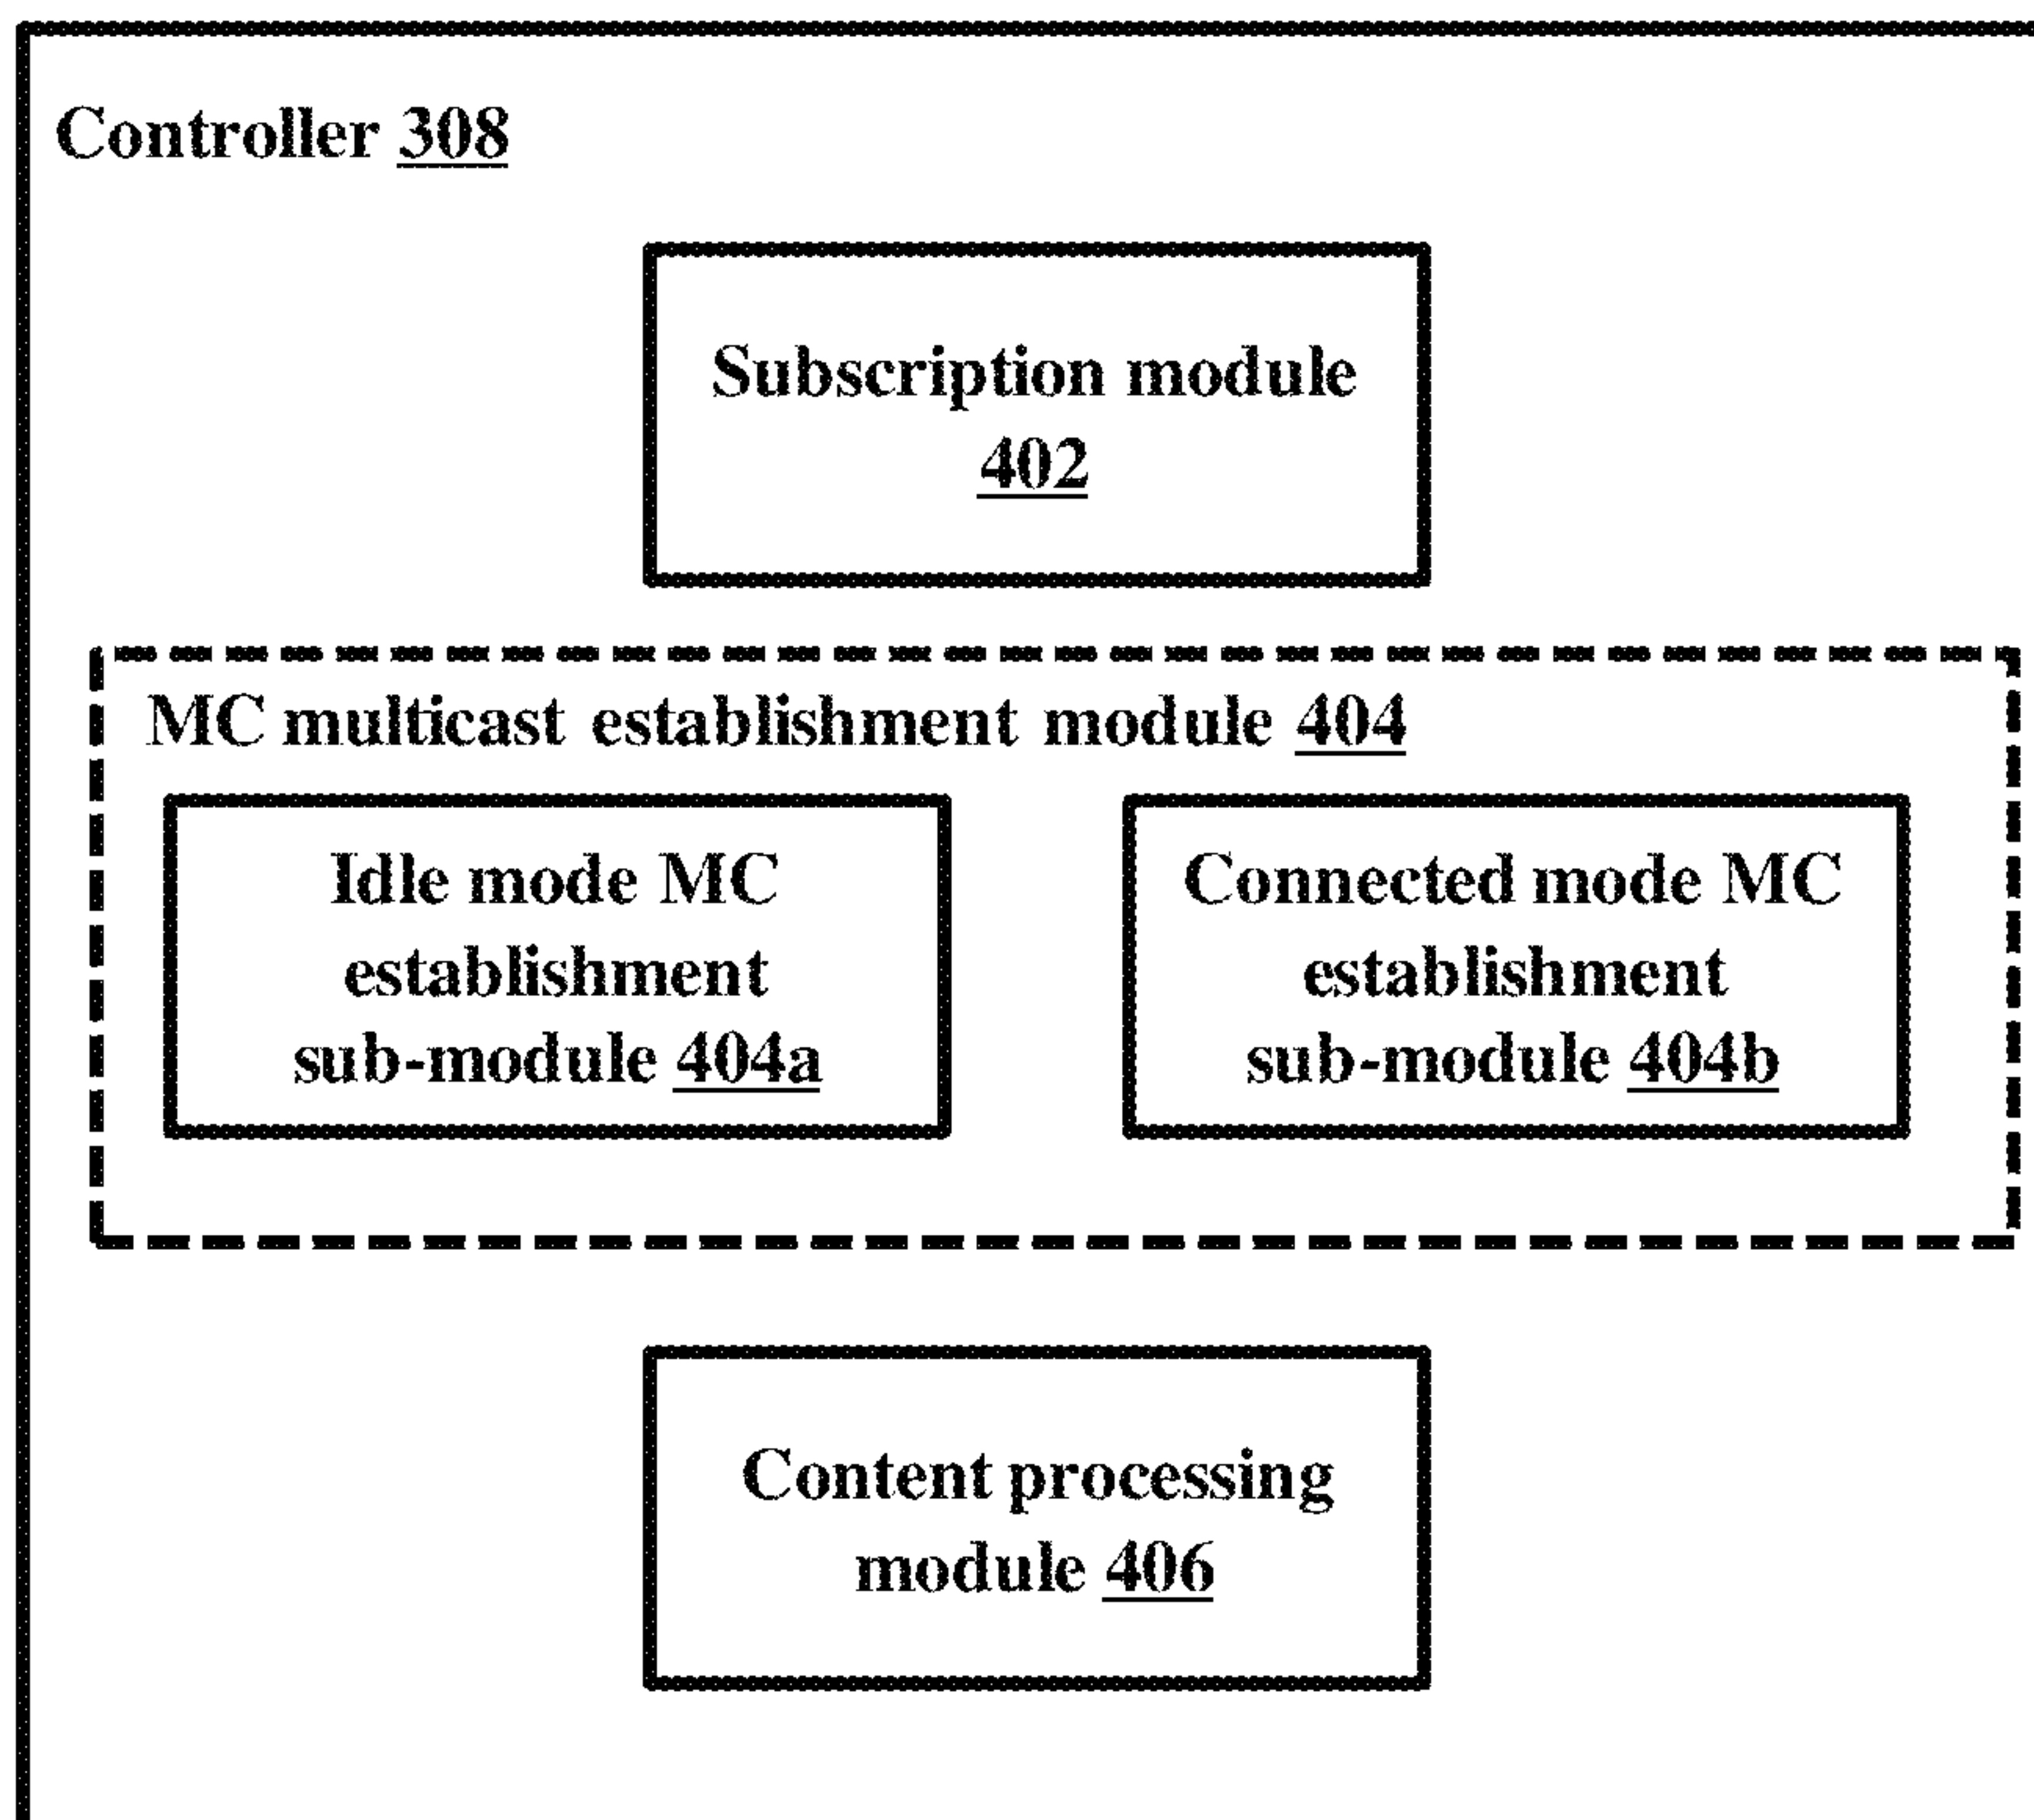 Controller 308
Subscription module
402
MC multicast establishment module 404
Idle mode MC
establishment
sub-module 404a
Connected mode MC
establishment
sub-module 404b
Content processing
module 406